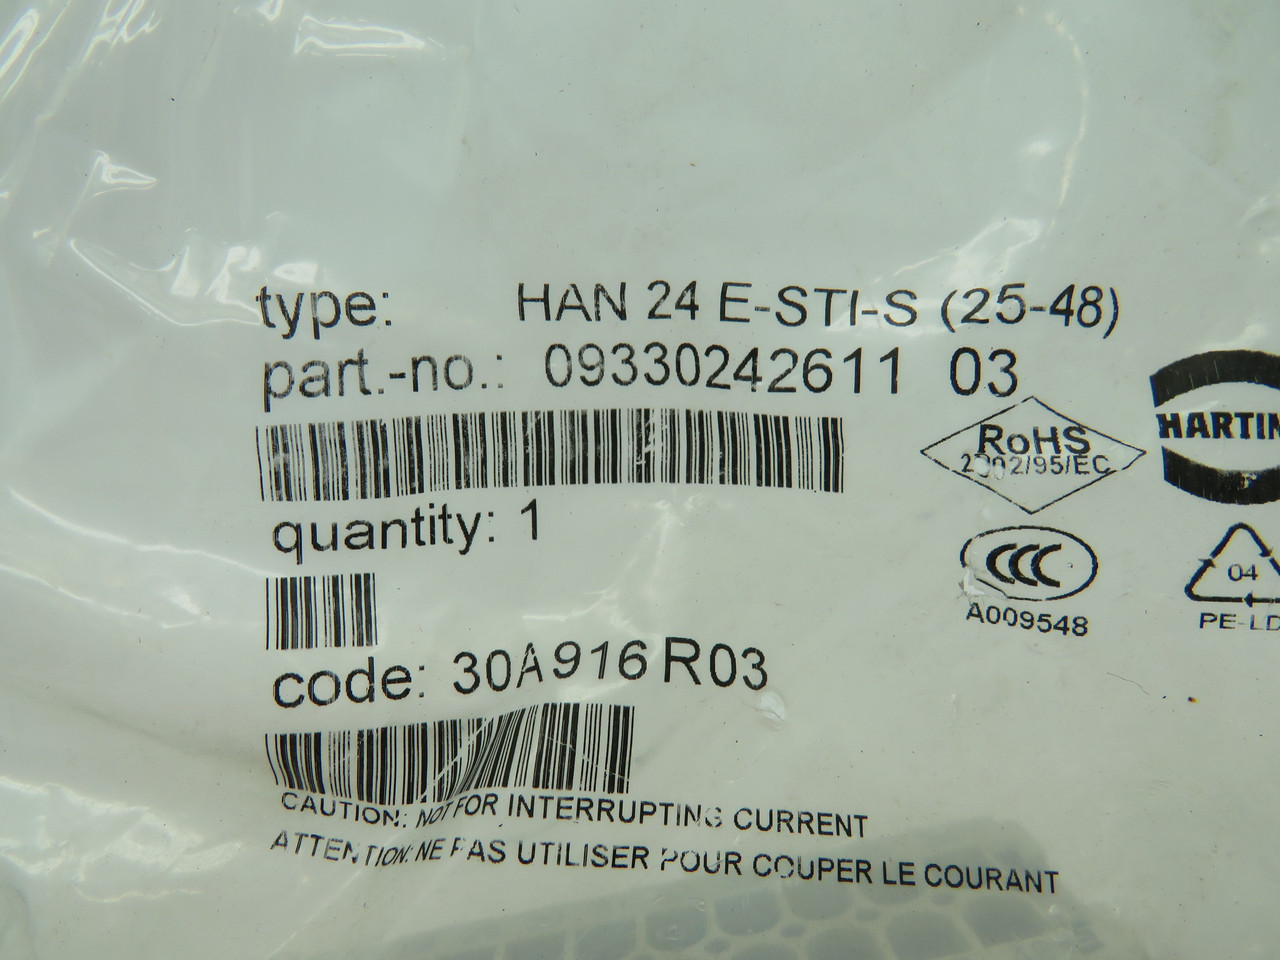 type: HAN 24 E-STI-S (25-48)
part.-no.: 09330242611 03
RoHS
2002/95/EC
HARTIN
quantity: 1
CCC
A009548
04
PE-LD
code: 30A916 R03
CAUTION: NOT FOR INTERRUPTING CURRENT
ATTENTION: NE PAS UTILISER POUR COUPER LE COURANT